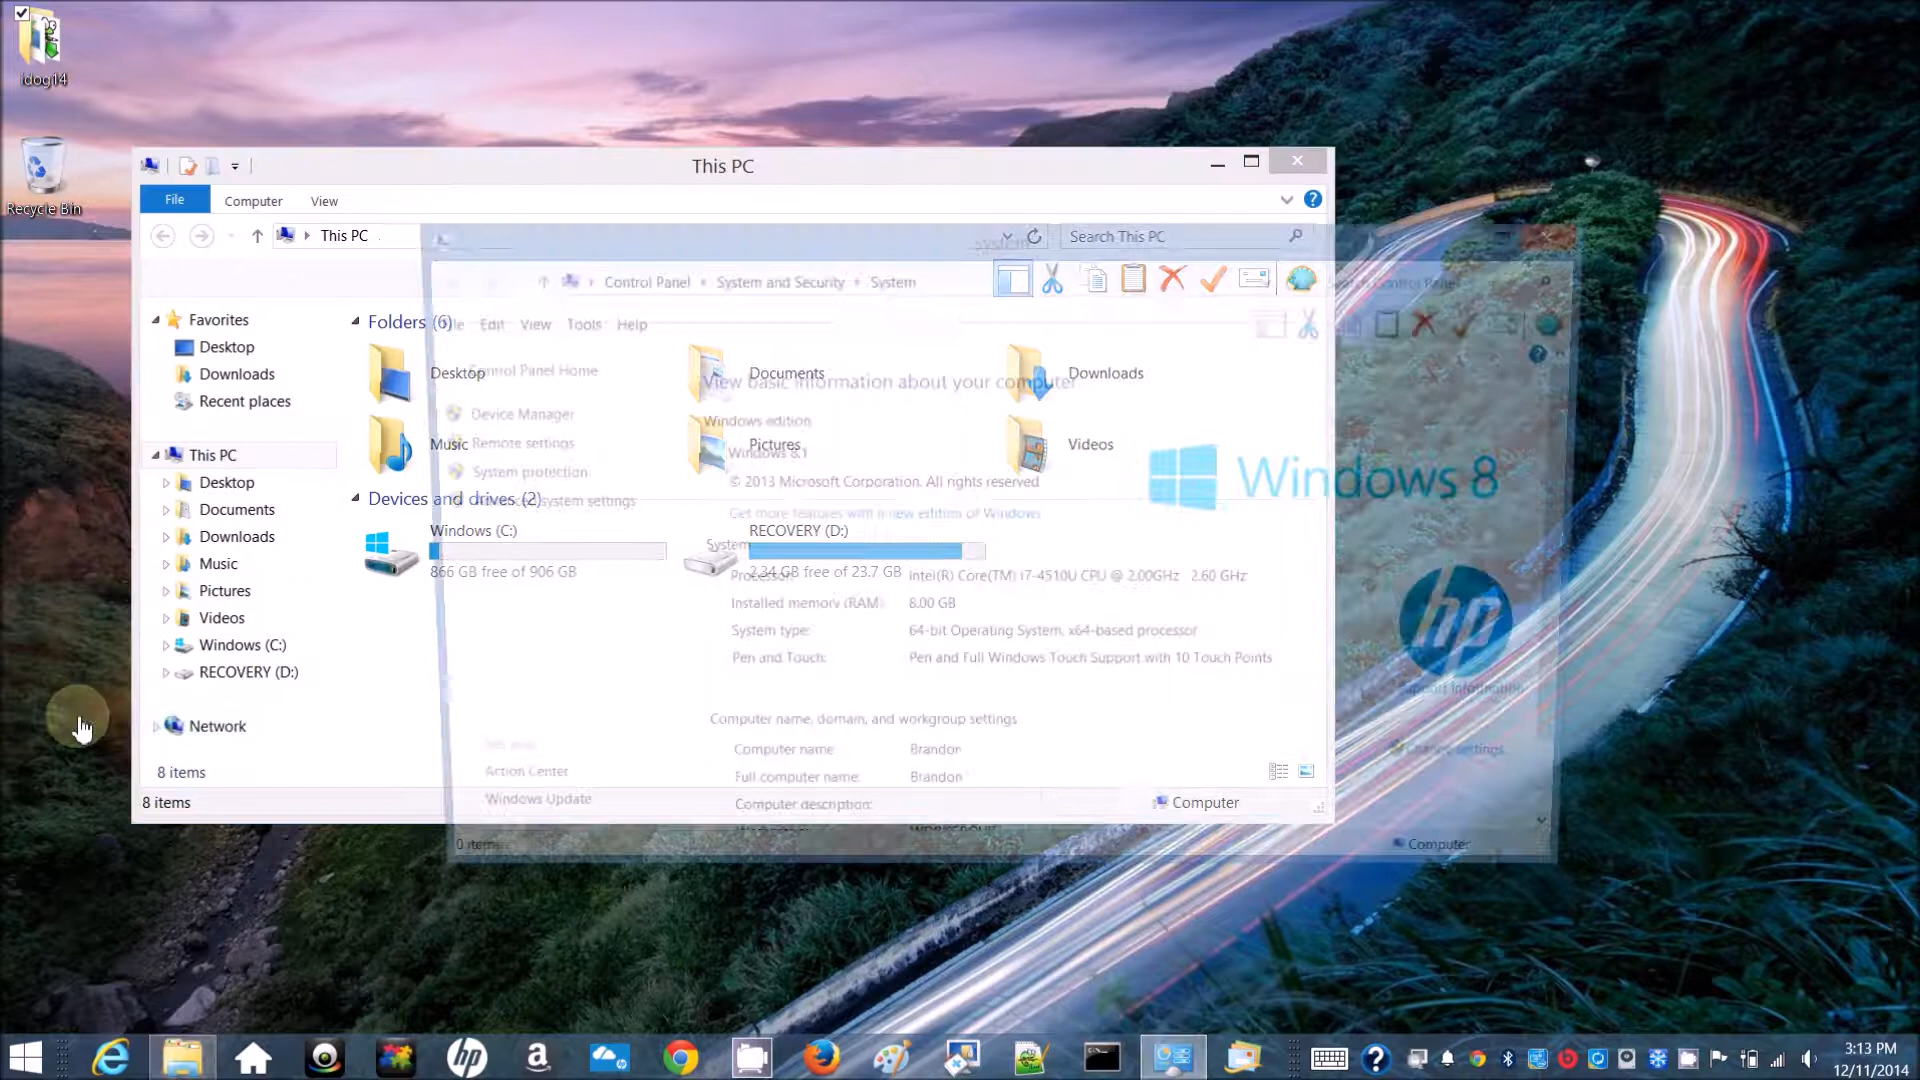 idog14
Recycle Bin
This PC
File
Computer
View
This PC
Search This PC
System
Control Panel
System and Security
System
Edit
View
Tools
Help
Favorites
Desktop
Downloads
Recent places
This PC
Desktop
Documents
Downloads
Music
Pictures
Videos
Windows (C:)
RECOVERY (D:)
Network
8 items
8 items
Folders (6)
Desktop
Documents
Downloads
Music
Pictures
Videos
Devices and drives (2)
Windows (C:)
866 GB free of 906 GB
RECOVERY (D:)
2.34 GB free of 23.7 GB
Control Panel Home
Device Manager
Remote settings
System protection
system settings
Action Center
Windows Update
View basic information about your computer
Windows edition
Windows 8.1
© 2013 Microsoft Corporation. All rights reserved
Get more features with a new edition of Windows
Windows 8
System
Processor:
Intel(R) Core(TM) i7-4510U CPU @ 2.00GHz 2.60 GHz
Installed memory (RAM)
8.00 GB
System type:
64-bit Operating System, x64-based processor
Pen and Touch:
Pen and Full Windows Touch Support with 10 Touch Points
hp
Support Information
Computer name, domain, and workgroup settings
Computer name
Brandon
Full computer name:
Brandon
Computer description:
WORKGROUP
Change settings
Computer
0 items
Computer
3:13 PM
12/11/2014